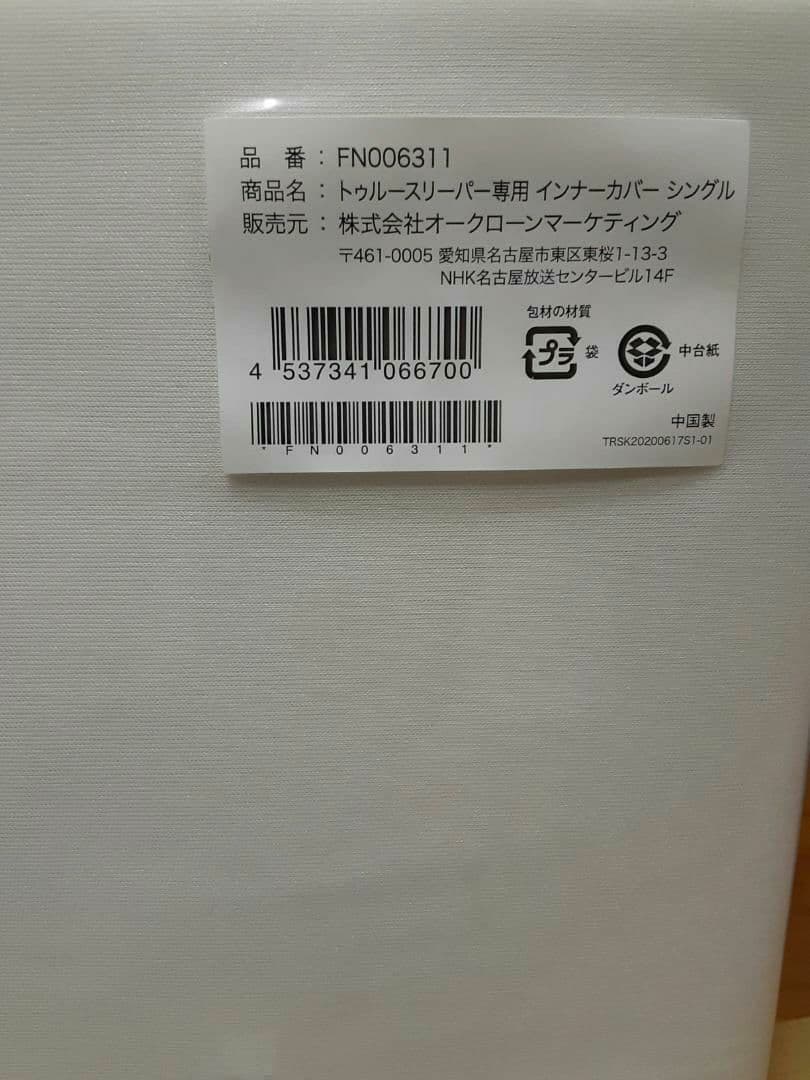 品 番 : FN006311
商品名 : トゥルースリーパー専用 インナーカバー シングル
販売元 : 株式会社オークローンマーケティング
〒461-0005 愛知県名古屋市東区東桜1-13-3
NHK名古屋放送センタービル14F
包材の材質
プラ 袋
中台紙
ダンボール
4 537341 066700
*FN006311*
中国製
TRSK20200617S1-01